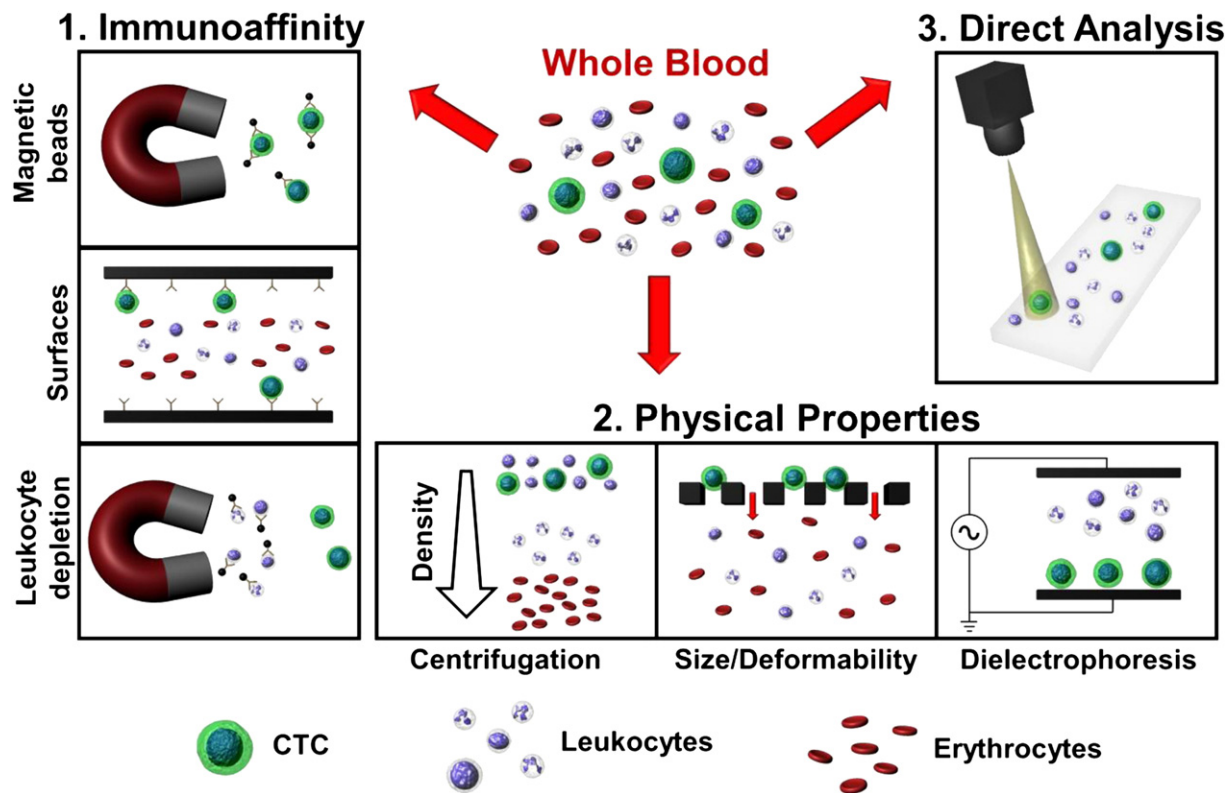 1. Immunoaffinity
Magnetic
beads
Surfaces
Leukocyte
depletion
Whole Blood
3. Direct Analysis
2. Physical Properties
Density
Centrifugation
Size/Deformability
Dielectrophoresis
CTC
Leukocytes
Erythrocytes